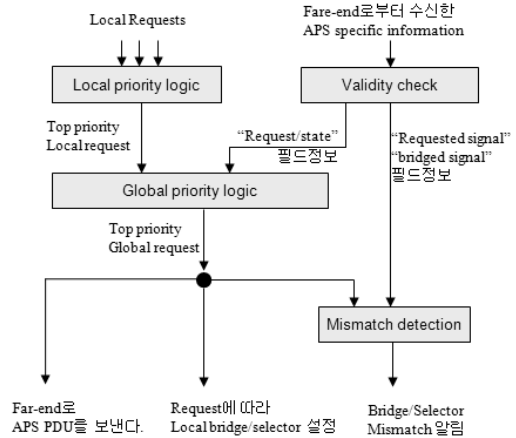 Local Requests
Fare-end로부터 수신한
APS specific information
Local priority logic
Validity check
Top priority
Local request
"Request/state"
필드정보
"Requested signal"
"bridged signal"
필드정보
Global priority logic
Top priority
Global request
Mismatch detection
Far-end로
APS PDU를 보낸다.
Request에 따라
Local bridge/selector 설정
Bridge/Selector
Mismatch 알림